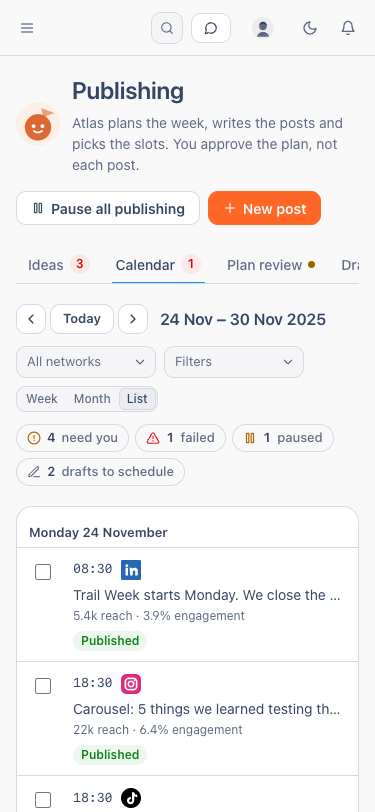 Publishing
Atlas plans the week, writes the posts and
picks the slots. You approve the plan, not
each post.
Pause all publishing
+ New post
Ideas 3
Calendar 1
Plan review
Dra
Today
24 Nov – 30 Nov 2025
All networks
Filters
Week
Month
List
4 need you
1 failed
1 paused
2 drafts to schedule
Monday 24 November
08:30 in
Trail Week starts Monday. We close the ...
5.4k reach · 3.9% engagement
Published
18:30
Carousel: 5 things we learned testing th...
22k reach · 6.4% engagement
Published
18:30